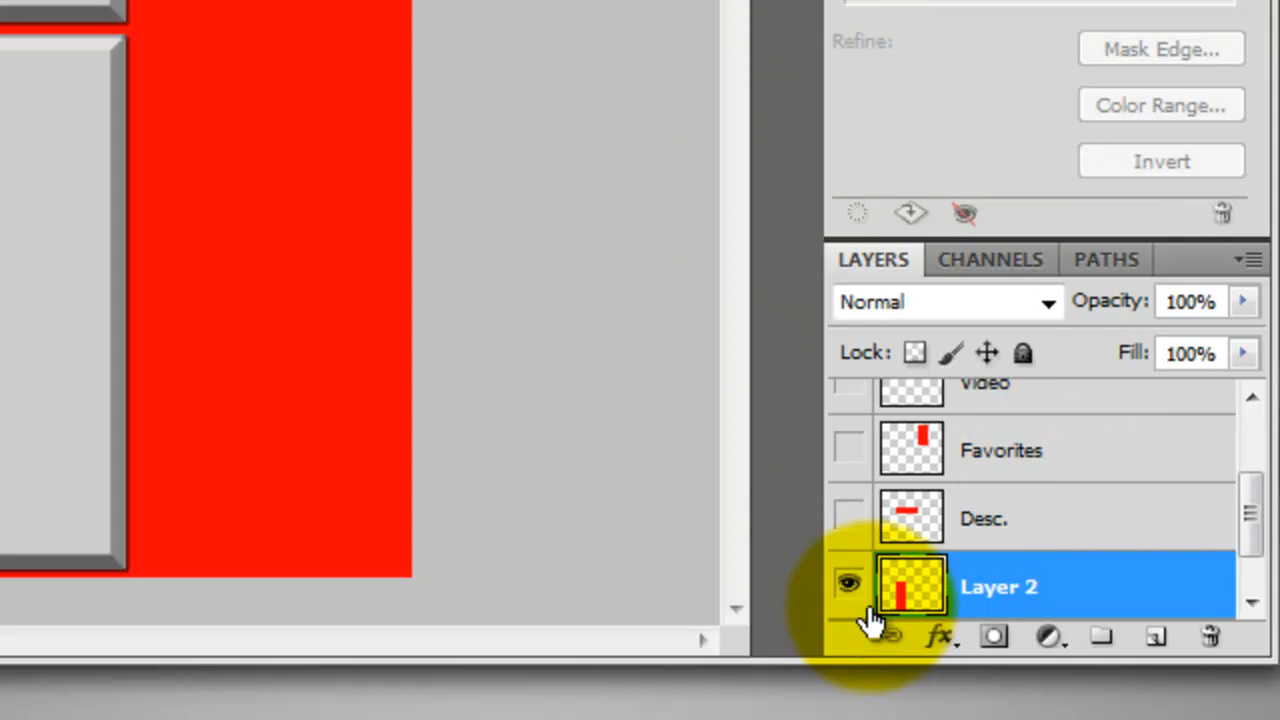 Refine:
Mask Edge...
Color Range...
Invert
LAYERS CHANNELS PATHS
Normal Opacity: 100%
Lock: Fill: 100%
Video
Favorites
Desc.
Layer 2
fx